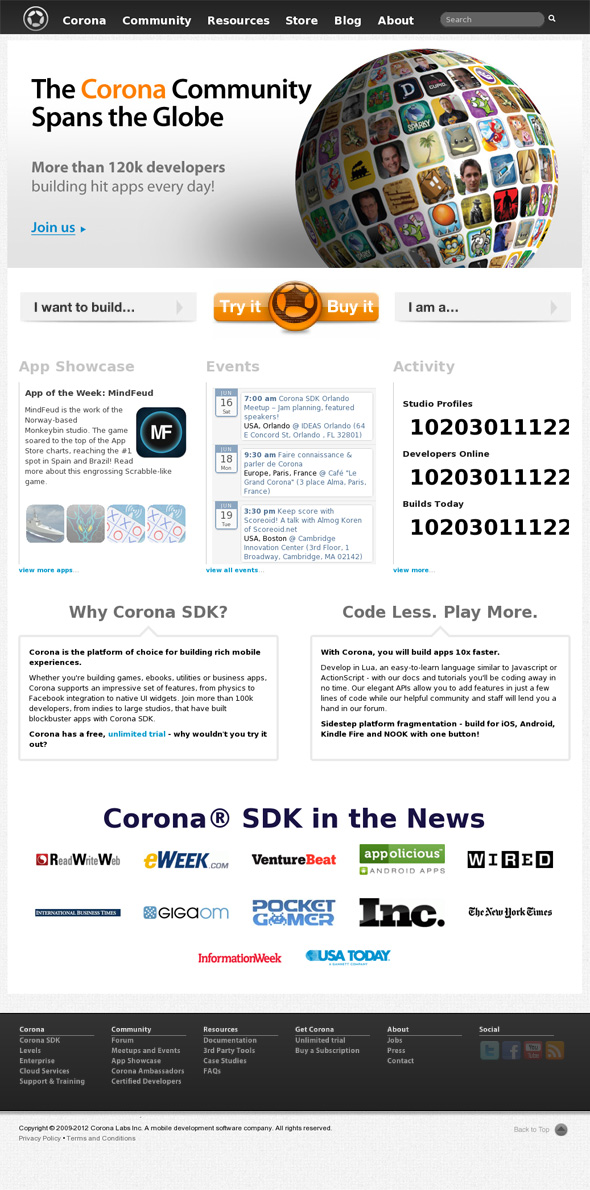 Corona Community Resources Store Blog About Search
The Corona Community
Spans the Globe
More than 120k developers
building hit apps every day!
Join us
I want to build...
Try it Buy it
I am a...
App Showcase
App of the Week: MindFeud
MindFeud is the work of the
Norway-based
Monkeybin studio. The game
soared to the top of the App
Store charts, reaching the #1
spot in Spain and Brazil! Read
more about this engrossing Scrabble-like
game.
MF
view more apps...
Events
JUN
16
Sat
7:00 am Corona SDK Orlando
Meetup - Jam planning, featured
speakers!
USA, Orlando @ IDEAS Orlando (64
E Concord St. Orlando , FL 32801)
JUN
18
Mon
9:30 am Faire connaissance &
parler de Corona
Europe, Paris, France @ Café "Le
Grand Corona" (3 place Alma, Paris,
France)
JUN
19
Tue
3:30 pm Keep score with
Scoreoid! A talk with Almog Koren
of Scoreoid.net
USA, Boston @ Cambridge
Innovation Center (3rd Floor, 1
Broadway, Cambridge, MA 02142)
view all events...
Activity
Studio Profiles
10203011122
Developers Online
10203011122
Builds Today
10203011122
view more...
Why Corona SDK?
Corona is the platform of choice for building rich mobile
experiences.
Whether you're building games, ebooks, utilities or business apps,
Corona supports an impressive set of features, from physics to
Facebook integration to native UI widgets. Join more than 100k
developers, from indies to large studios, that have built
blockbuster apps with Corona SDK.
Corona has a free, unlimited trial - why wouldn't you try it
out?
Code Less. Play More.
With Corona, you will build apps 10x faster.
Develop in Lua, an easy-to-learn language similar to Javascript or
ActionScript - with our docs and tutorials you'll be coding away in
no time. Our elegant APIs allow you to add features in just a few
lines of code while our helpful community and staff will lend you a
hand in our forum.
Sidestep platform fragmentation - build for iOS, Android,
Kindle Fire and NOOK with one button!
Corona® SDK in the News
ReadWriteWeb eWEEK.COM VentureBeat appolicious™ ANDROID APPS WIRED
INTERNATIONAL BUSINESS TIMES GIGAOM POCKET GAMER Inc. The New York Times
InformationWeek USA TODAY A GANNETT COMPANY
Corona
Corona SDK
Levels
Enterprise
Cloud Services
Support & Training
Community
Forum
Meetups and Events
App Showcase
Corona Ambassadors
Certified Developers
Resources
Documentation
3rd Party Tools
Case Studies
FAQs
Get Corona
Unlimited trial
Buy a Subscription
About
Jobs
Press
Contact
Social
You Tube
Copyright © 2009-2012 Corona Labs Inc. A mobile development software company. All rights reserved.
Privacy Policy • Terms and Conditions
Back to Top